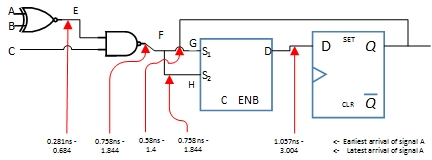 A
B
E
C
F
G
H
S1
S2
D
C ENB
D
SET
Q
CLR
Q
0.281ns -
0.684
0.758ns -
1.844
0.58ns -
1.4
0.758ns -
1.844
1.057ns -
3.004
<- Earliest arrival of signal A
<- Latest arrival of signal A